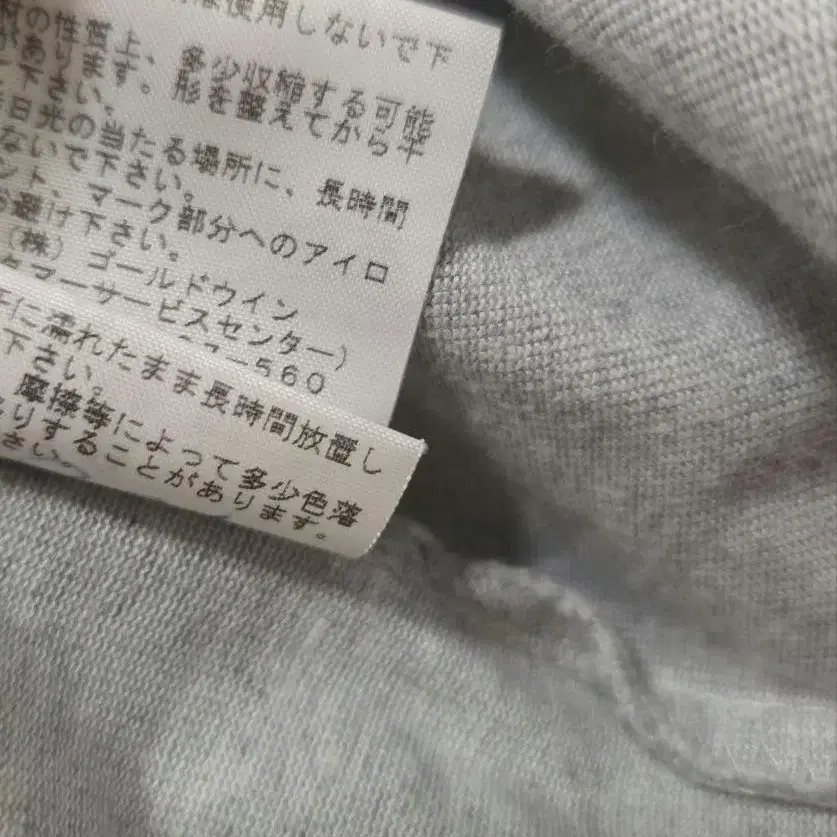 使用しないで下
の性質上、多少収縮する可能
あります。形を整えてから干
下さい。
日光の当たる場所に、長時間
ないで下さい。
ント、マーク部分へのアイロ
避け下さい。
(株)ゴールドウイン
マーサービスセンター)
-560
に濡れたまま長時間放置し
下さい。
摩擦等によって多少色落
りすることがあります。
さい。